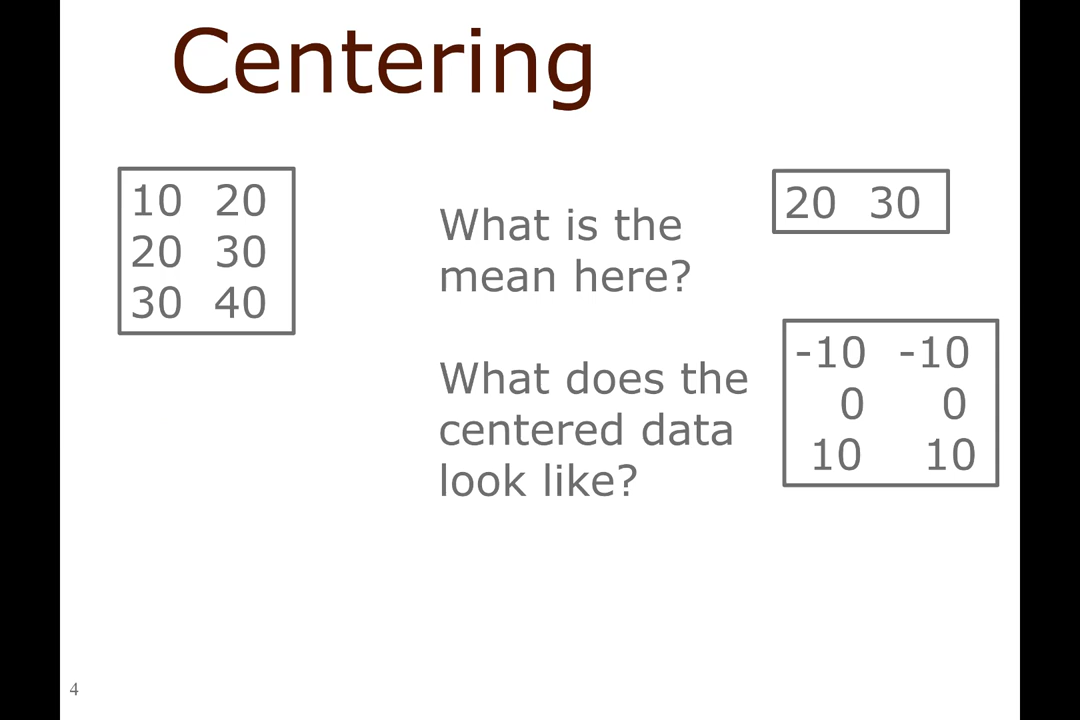 Centering
10 20
20 30
30 40
What is the
mean here?
20 30
What does the
centered data
look like?
-10 -10
0 0
10 10
4